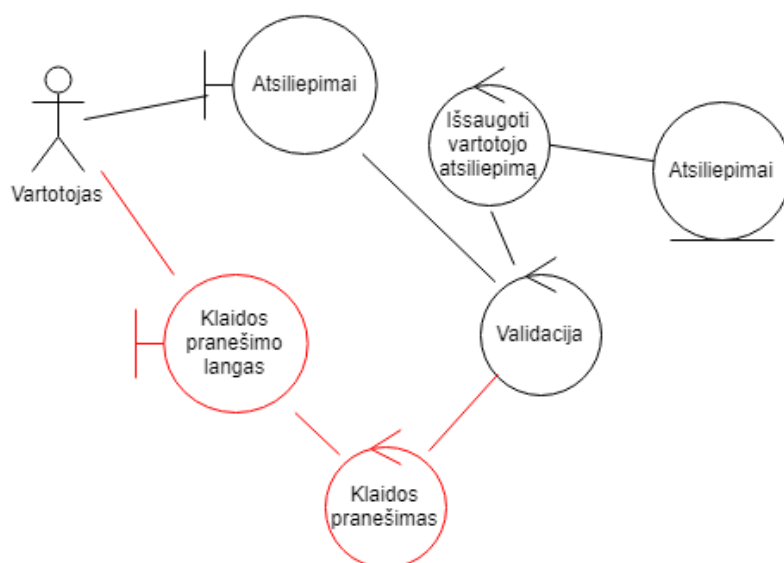 Atsiliepimai
Vartotojas
Išsaugoti
vartotojo
atsiliepimą
Atsiliepimai
Klaidos
pranešimo
langas
Validacija
Klaidos
pranešimas